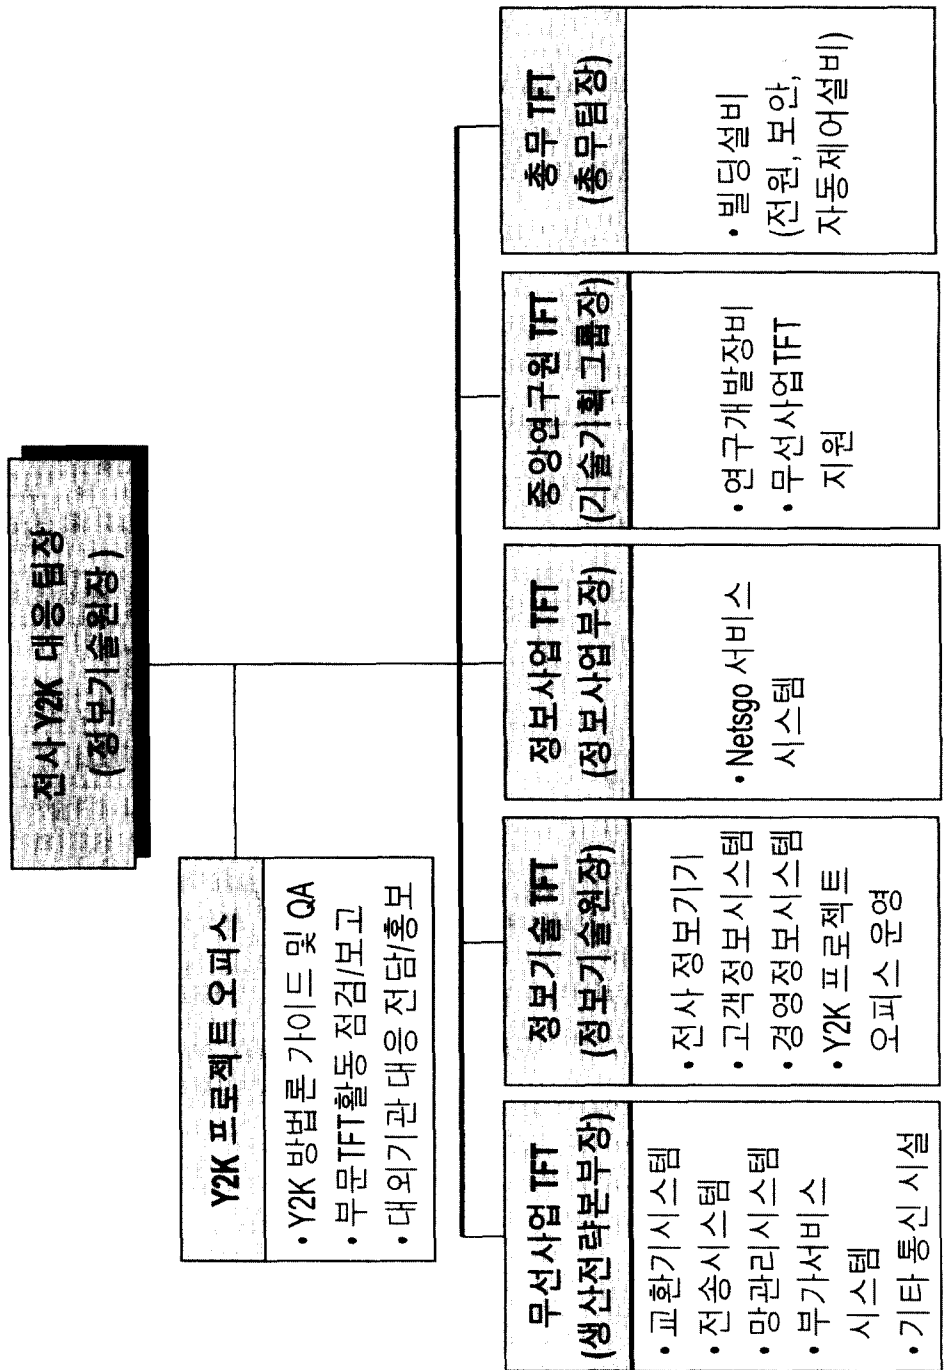 전사 Y2K 대응팀장
(정보기술원장 )
Y2K 프로젝트 오피스
• Y2K 방법론 가이드 및 QA
• 부문TFT활동 점검/보고
• 대외기관 대응 전담/홍보
무선사업 TFT
(생산전략본부장)
• 교환기시스템
• 전송시스템
• 망관리시스템
• 부가서비스
시스템
• 기타 통신 시설
정보기술 TFT
(정보기술원장)
• 전사 정보기기
• 고객정보시스템
• 경영정보시스템
• Y2K 프로젝트
오피스 운영
정보사업 TFT
(정보사업부장)
• Netsgo 서비스
시스템
중앙연구원 TFT
(기술기획그룹장)
• 연구개발장비
• 무선사업TFT
지원
총무 TFT
(총무팀장)
• 빌딩설비
(전원, 보안,
자동제어설비)